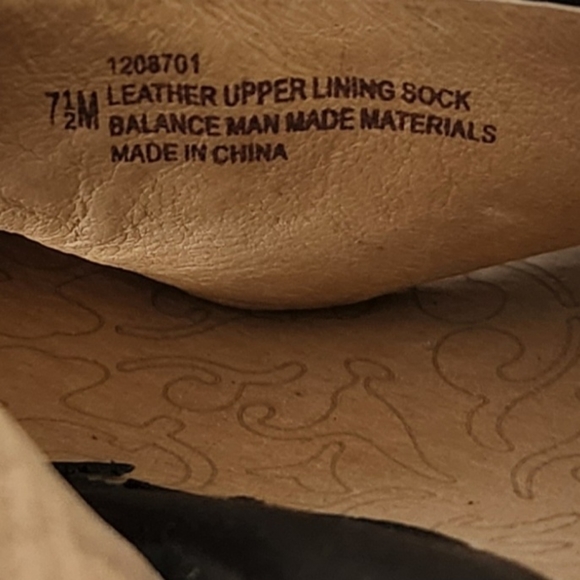 1208701
7½M LEATHER UPPER LINING SOCK
BALANCE MAN MADE MATERIALS
MADE IN CHINA